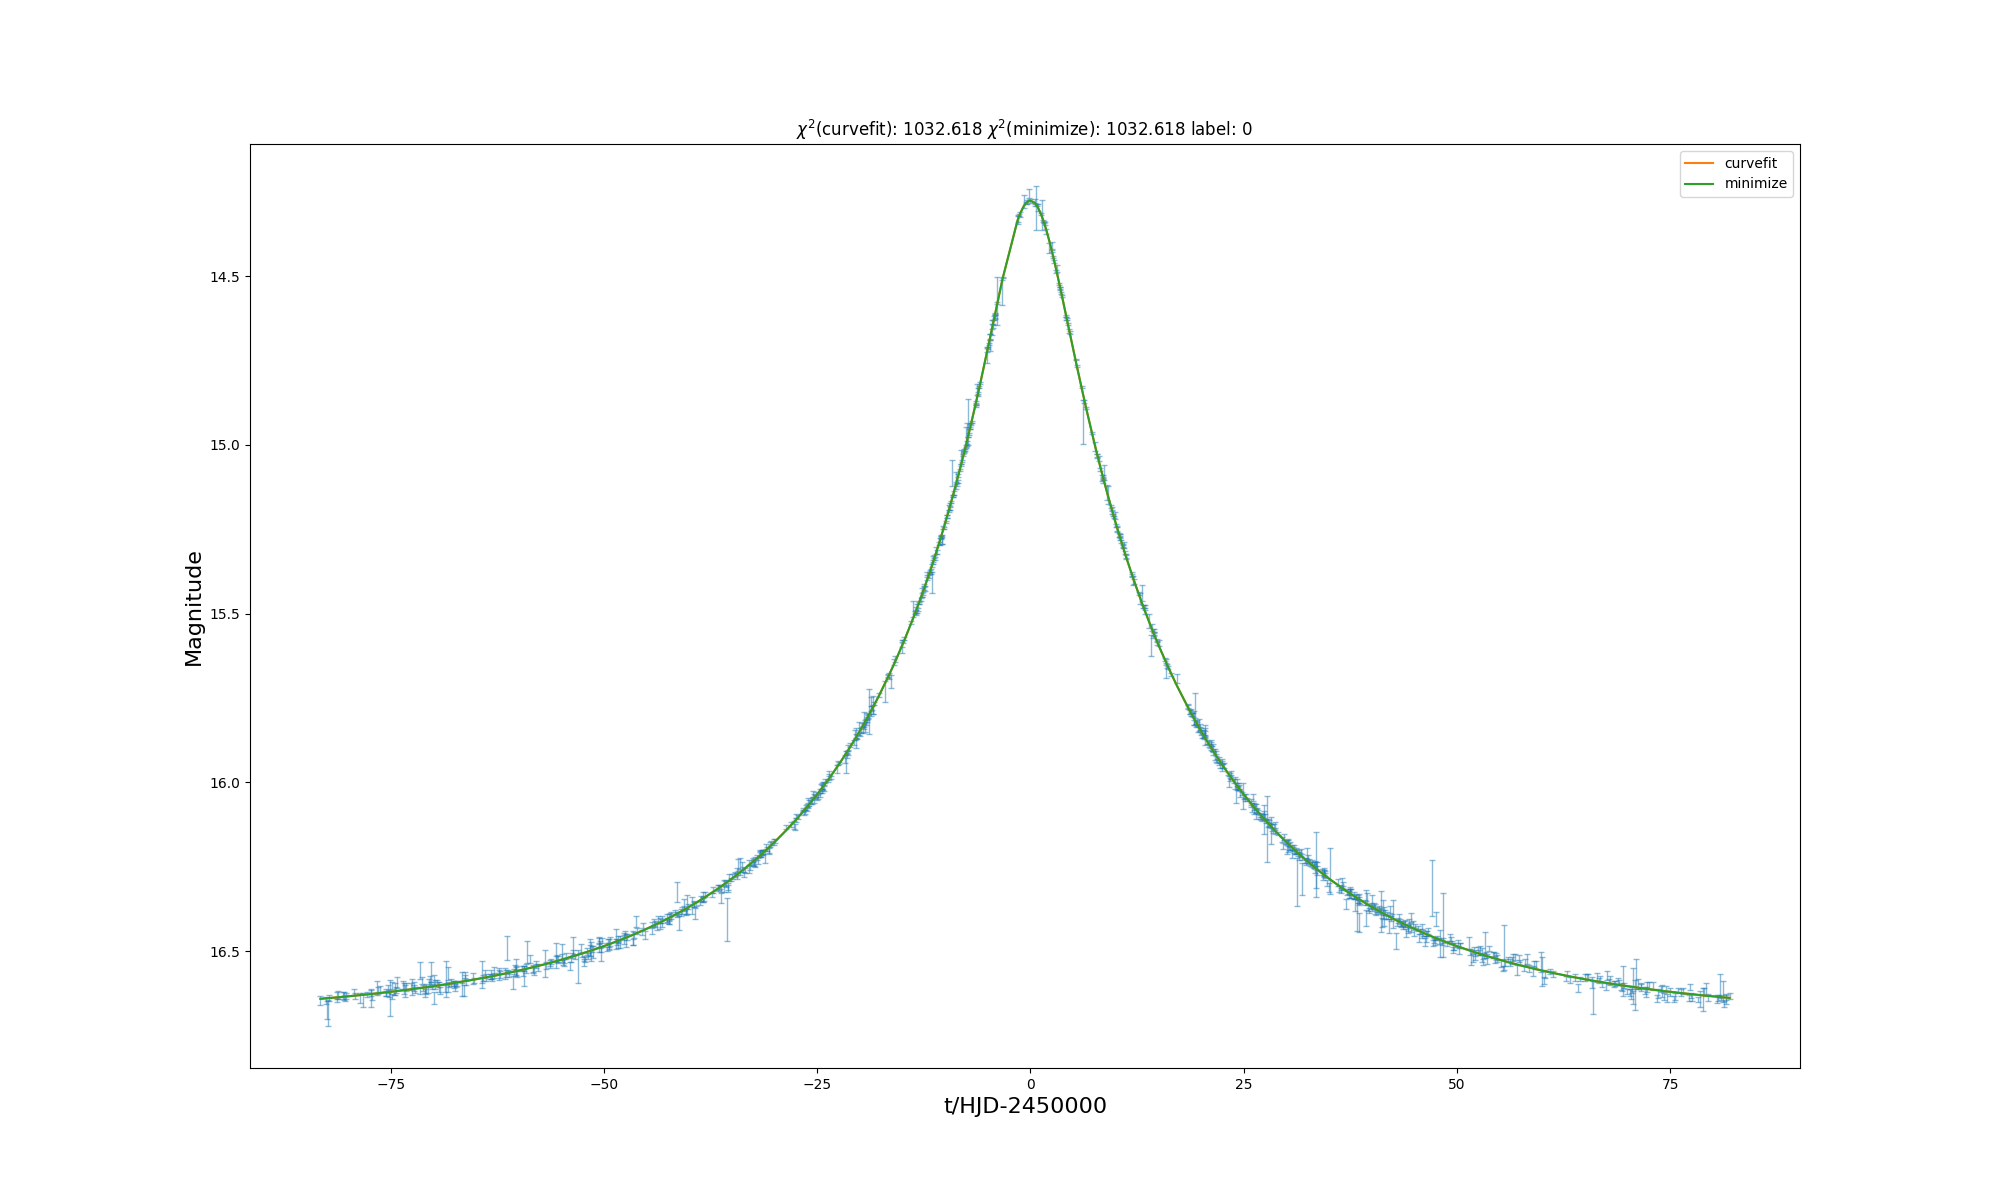 χ²(curvefit): 1032.618 χ²(minimize): 1032.618 label: 0
curvefit
minimize
Magnitude
14.5
15.0
15.5
16.0
16.5
−75
−50
−25
0
25
50
75
t/HJD-2450000